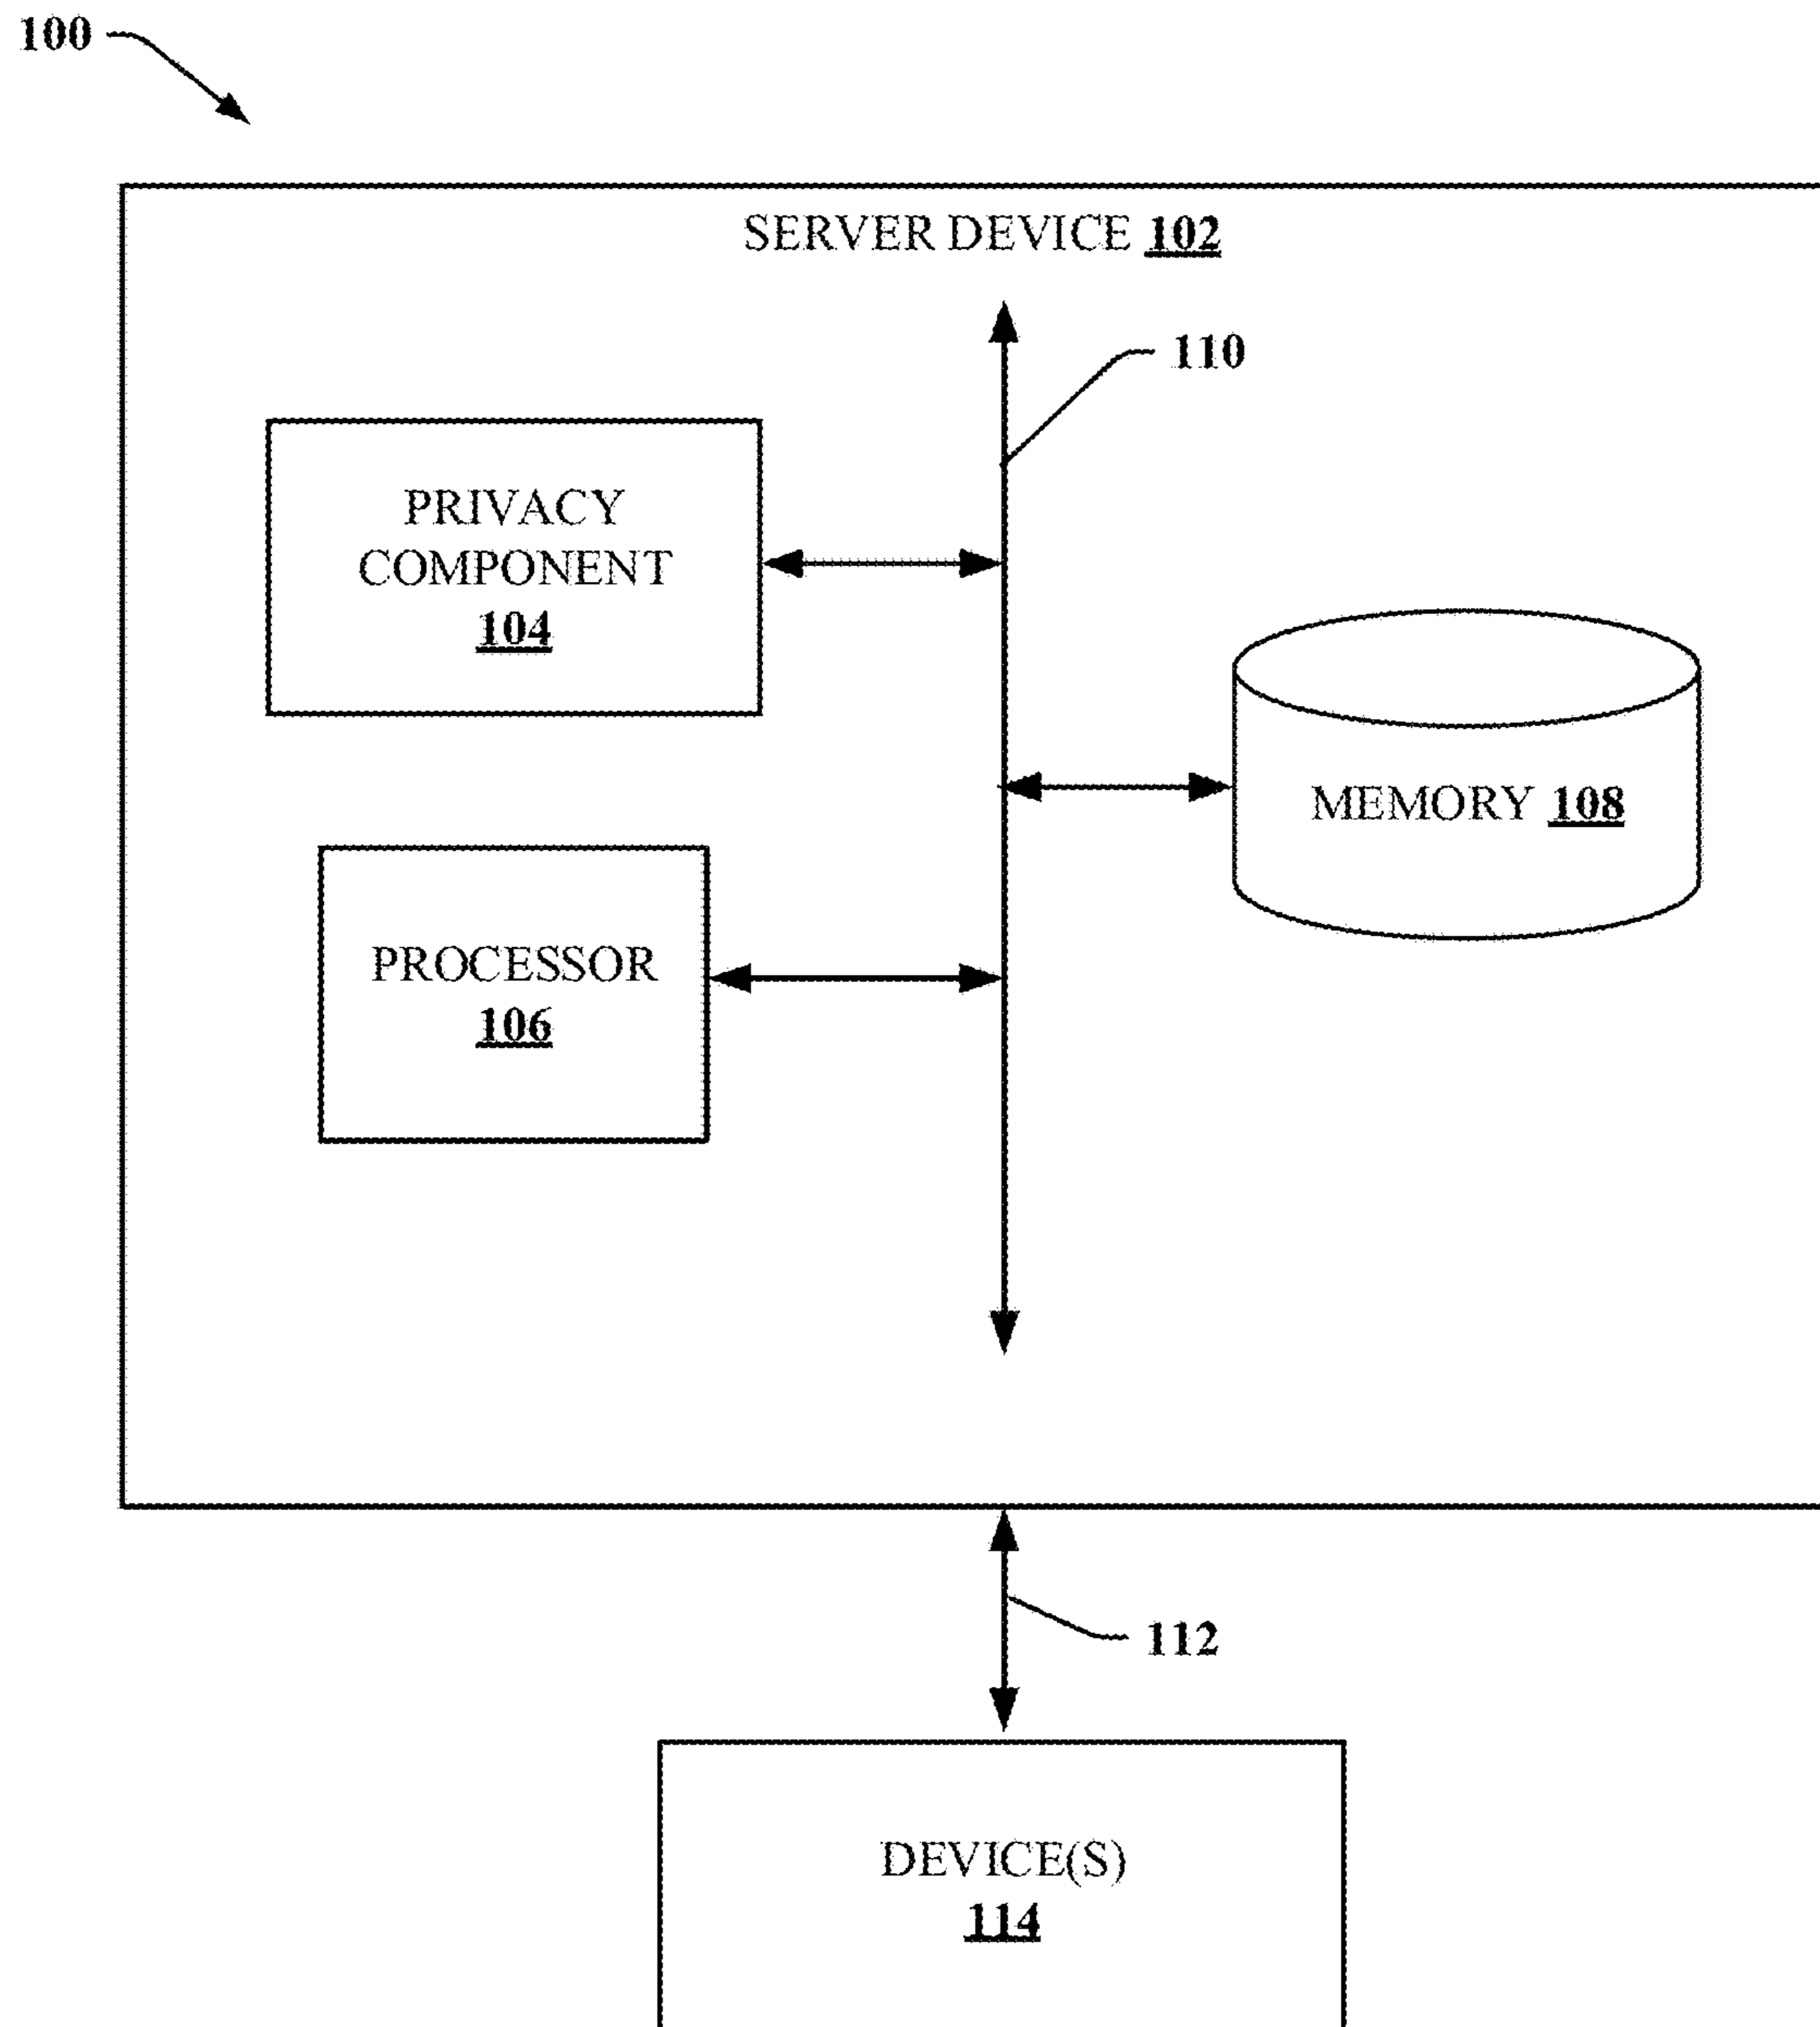 100
SERVER DEVICE 102
110
PRIVACY
COMPONENT
104
MEMORY 108
PROCESSOR
106
112
DEVICE(S)
114